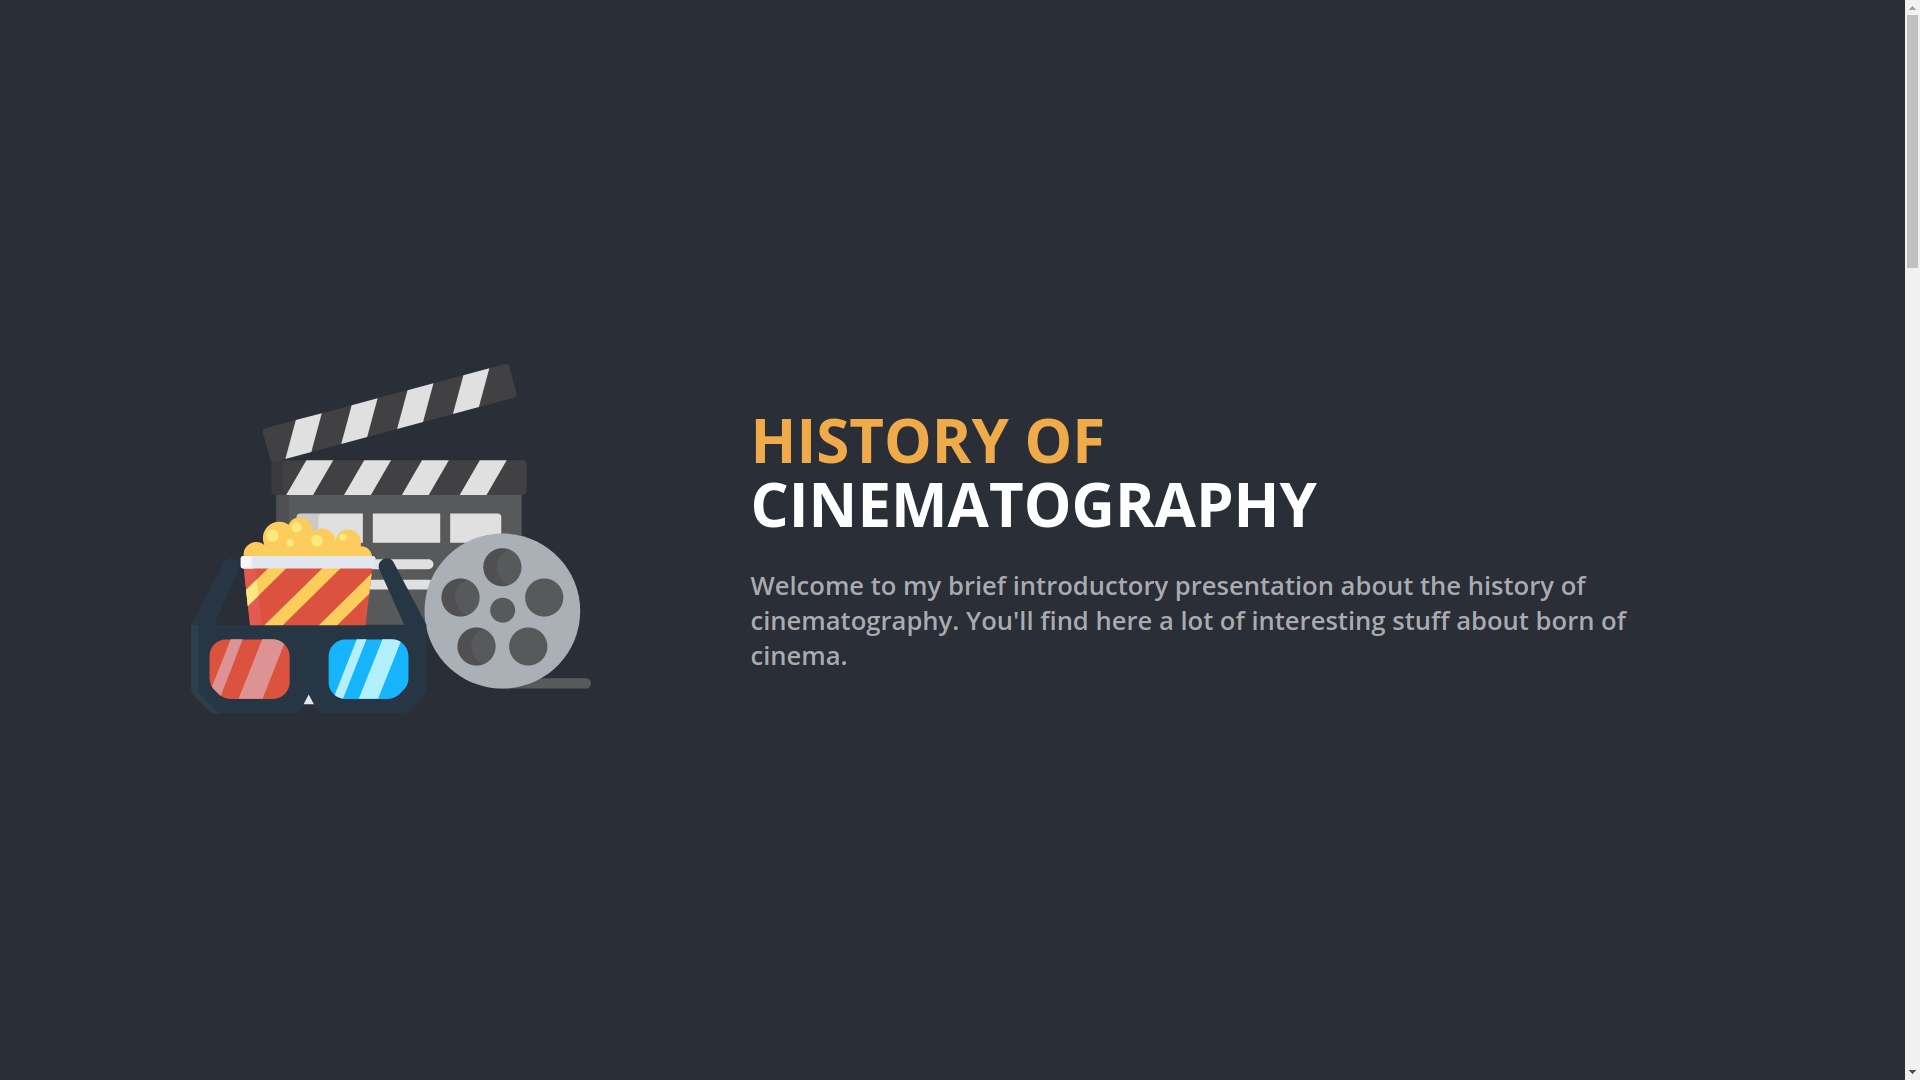 HISTORY OF
CINEMATOGRAPHY
Welcome to my brief introductory presentation about the history of
cinematography. You'll find here a lot of interesting stuff about born of
cinema.